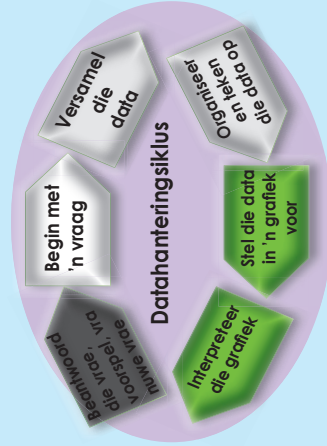 Datahanteringsiklus
Begin met
'n vraag
Versamel
die
data
Organiseer
en teken
die data op
Stel die data
in 'n grafiek
voor
Interpreteer
die grafiek
Beantwoord
die vrae,
voorspel, vra
nuwe vrae